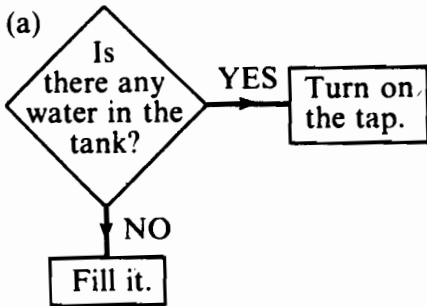 (a)
Is
there any
water in the
tank?
YES
Turn on
the tap.
NO
Fill it.